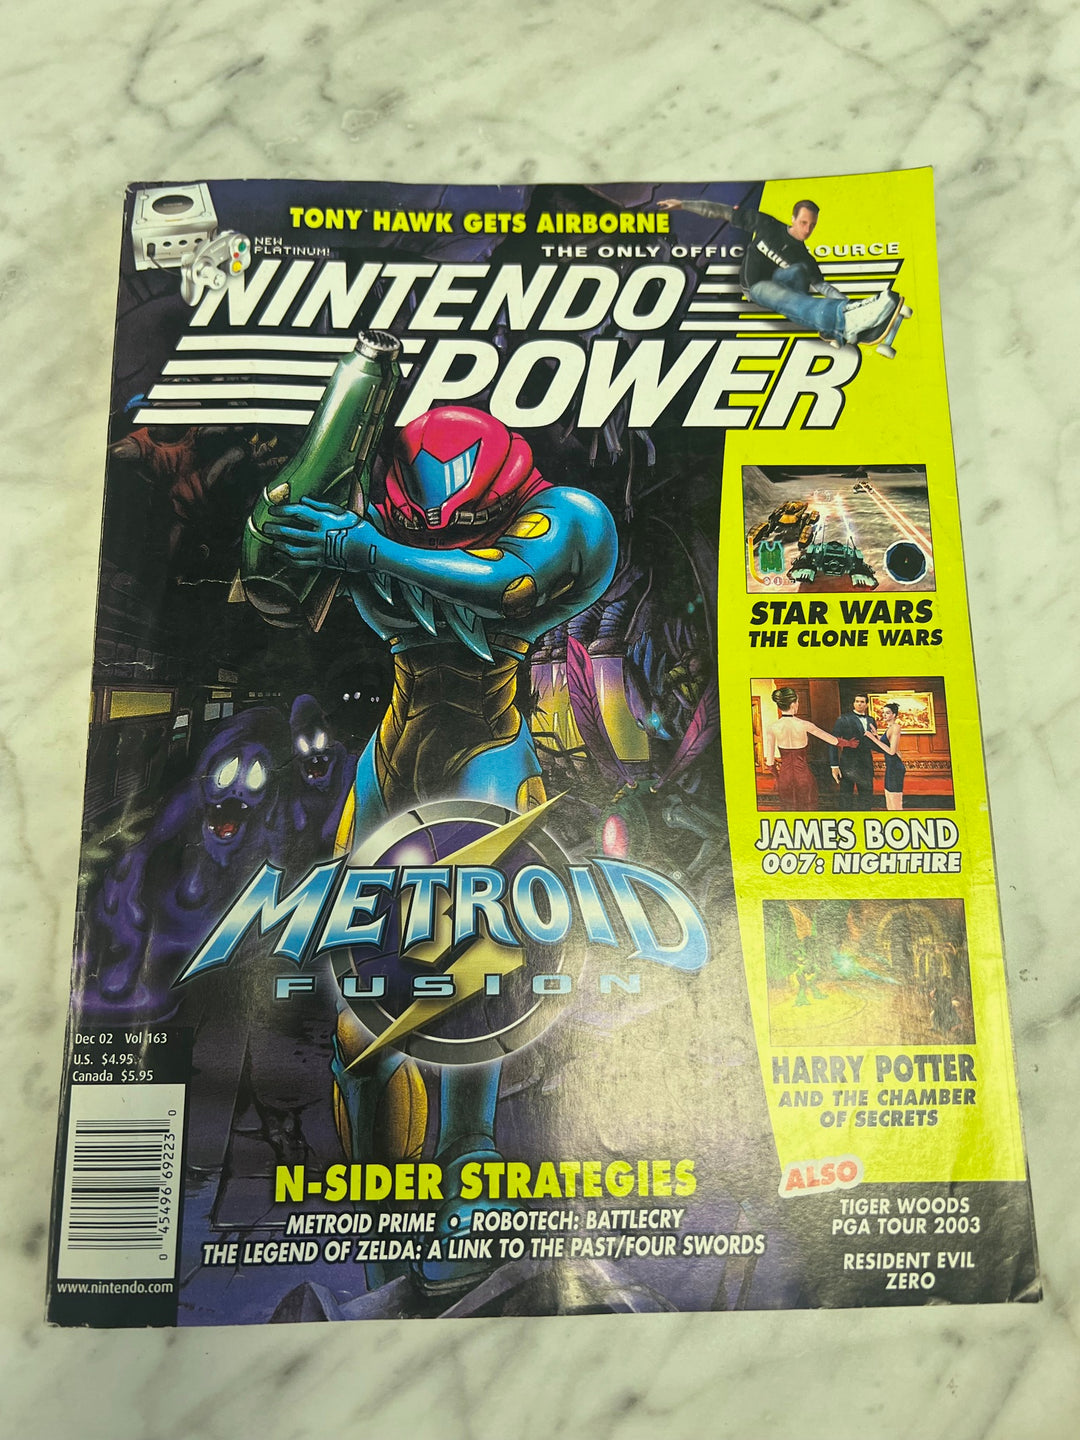 TONY HAWK GETS AIRBORNE
NEW
PLATINUM!
THE ONLY OFFIC OURCE
NINTENDO
POWER
STAR WARS
THE CLONE WARS
JAMES BOND
007: NIGHTFIRE
METROID®
FUSION
HARRY POTTER
AND THE CHAMBER
OF SECRETS
Dec 02 Vol 163
U.S. $4.95
Canada $5.95
0 45496 69223 0
www.nintendo.com
N-SIDER STRATEGIES
METROID PRIME • ROBOTECH: BATTLECRY
THE LEGEND OF ZELDA: A LINK TO THE PAST/FOUR SWORDS
ALSO
TIGER WOODS
PGA TOUR 2003
RESIDENT EVIL
ZERO